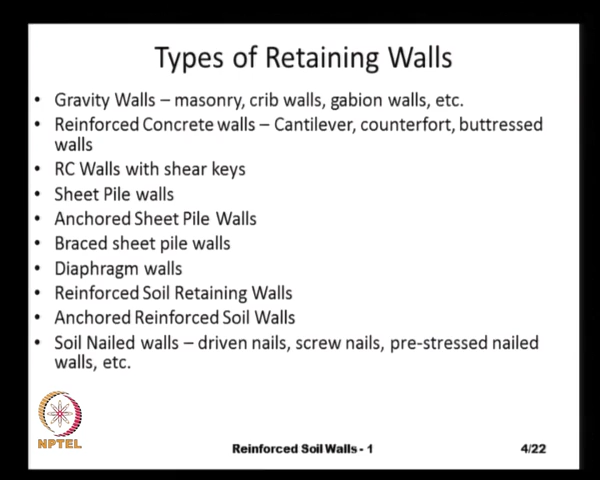 Types of Retaining Walls
• Gravity Walls – masonry, crib walls, gabion walls, etc.
• Reinforced Concrete walls – Cantilever, counterfort, buttressed
walls
• RC Walls with shear keys
• Sheet Pile walls
• Anchored Sheet Pile Walls
• Braced sheet pile walls
• Diaphragm walls
• Reinforced Soil Retaining Walls
• Anchored Reinforced Soil Walls
• Soil Nailed walls – driven nails, screw nails, pre-stressed nailed
walls, etc.
NPTEL
Reinforced Soil Walls - 1
4/22